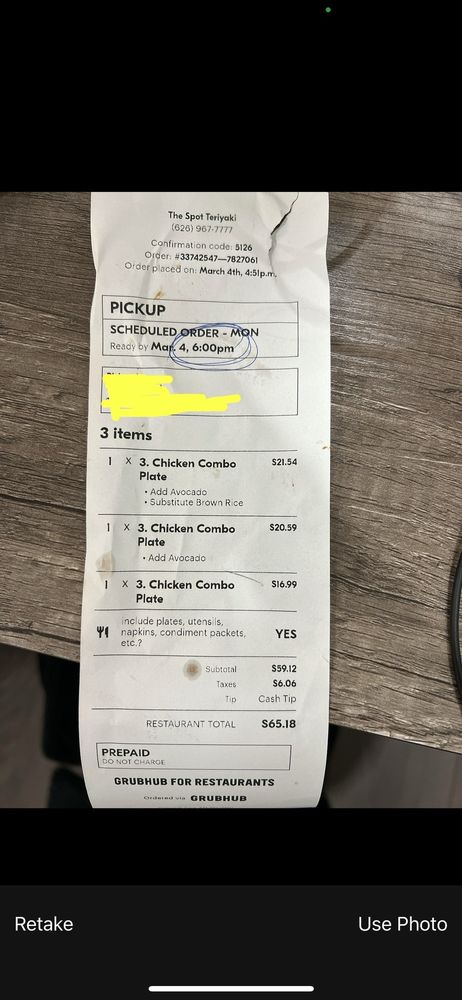 The Spot Teriyaki
(626) 967-7777
Confirmation code: 5126
Order: #33742547—7827061
Order placed on: March 4th, 4:51p.m.
PICKUP
SCHEDULED ORDER - MON
Ready by Mar. 4, 6:00pm
3 items
1 X 3. Chicken Combo $21.54
Plate
• Add Avocado
• Substitute Brown Rice
1 X 3. Chicken Combo $20.59
Plate
• Add Avocado
1 X 3. Chicken Combo $16.99
Plate
include plates, utensils,
napkins, condiment packets, YES
etc.?
Subtotal $59.12
Taxes $6.06
Tip Cash Tip
RESTAURANT TOTAL $65.18
PREPAID
DO NOT CHARGE
GRUBHUB FOR RESTAURANTS
Ordered via GRUBHUB
Retake Use Photo